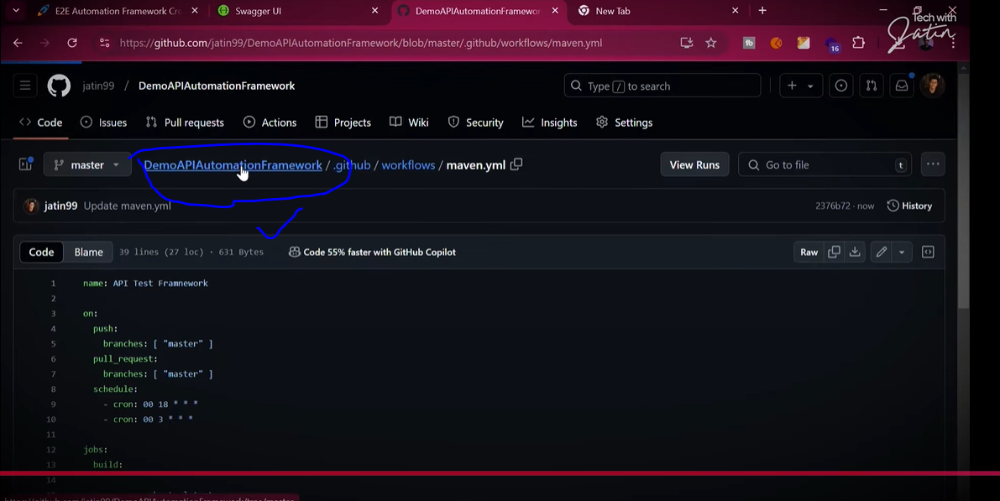 E2E Automation Framework Cre
Swagger UI
DemoAPIAutomationFramewor
New Tab
https://github.com/jatin99/DemoAPIAutomationFramework/blob/master/.github/workflows/maven.yml
16
Tech with
Jatin
jatin99 / DemoAPIAutomationFramework
Type / to search
Code
Issues
Pull requests
Actions
Projects
Wiki
Security
Insights
Settings
master
DemoAPIAutomationFramework / .github / workflows / maven.yml
View Runs
Go to file
t
jatin99 Update maven.yml
2376b72 · now
History
Code
Blame
39 lines (27 loc) · 631 Bytes
Code 55% faster with GitHub Copilot
Raw
1 name: API Test Framnework
2
3 on:
4 push:
5 branches: [ "master" ]
6 pull_request:
7 branches: [ "master" ]
8 schedule:
9 - cron: 00 18 * * *
10 - cron: 00 3 * * *
11
12 jobs:
13 build:
14